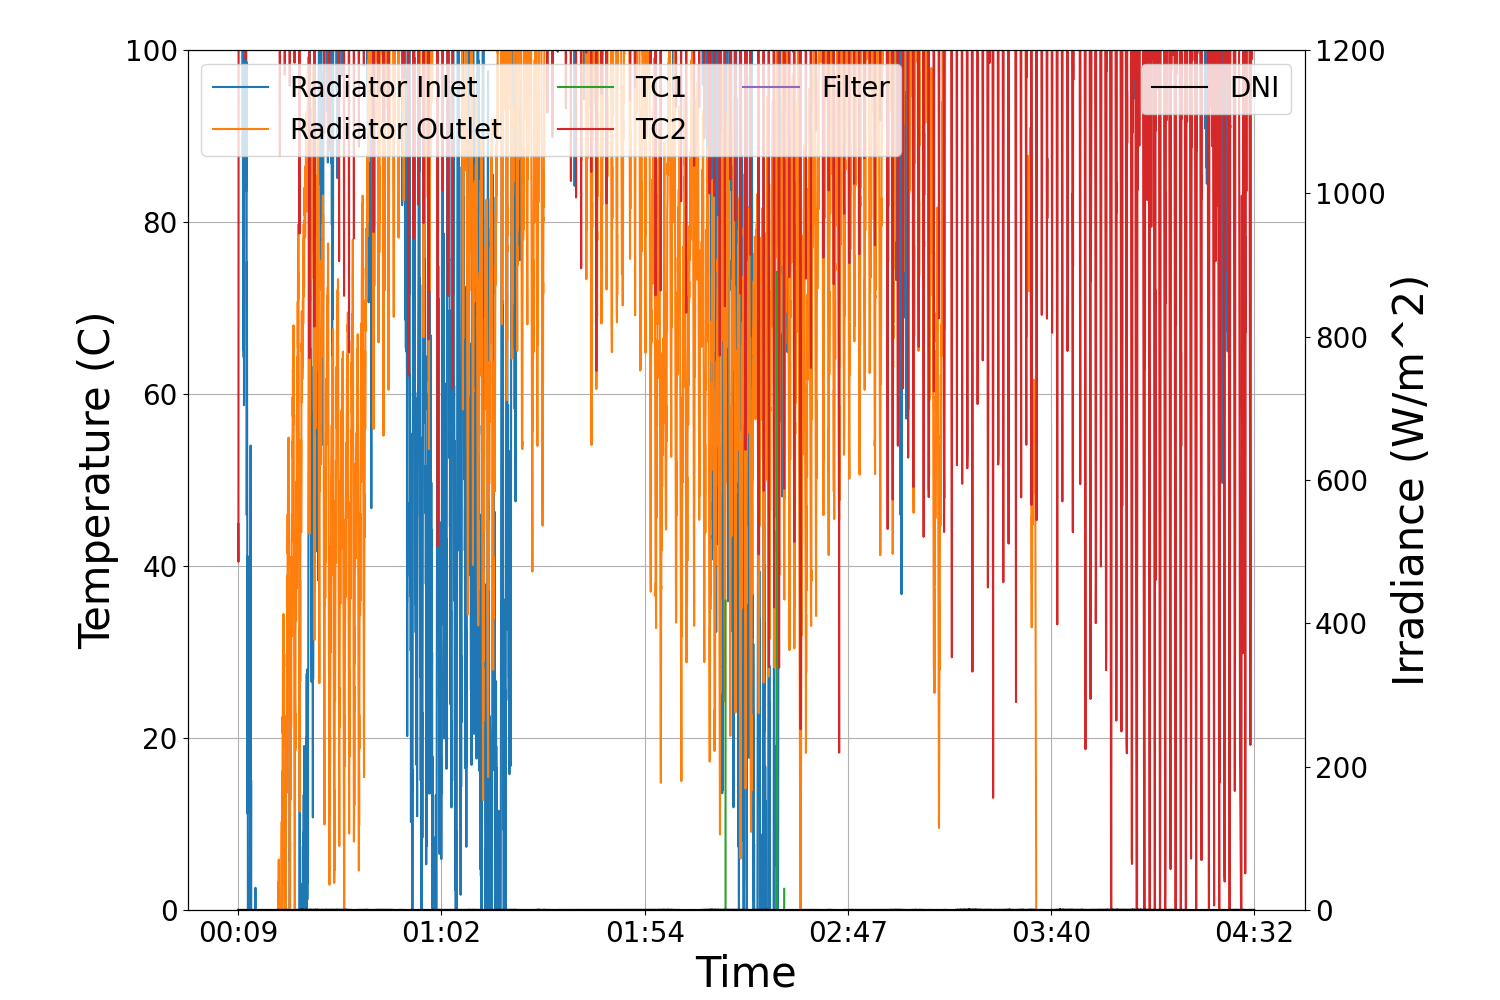 100
80
60
40
20
0
Temperature (C)
Radiator Inlet
Radiator Outlet
TC1
TC2
Filter
DNI
1200
1000
800
600
400
200
0
Irradiance (W/m^2)
00:09 01:02 01:54 02:47 03:40 04:32
Time